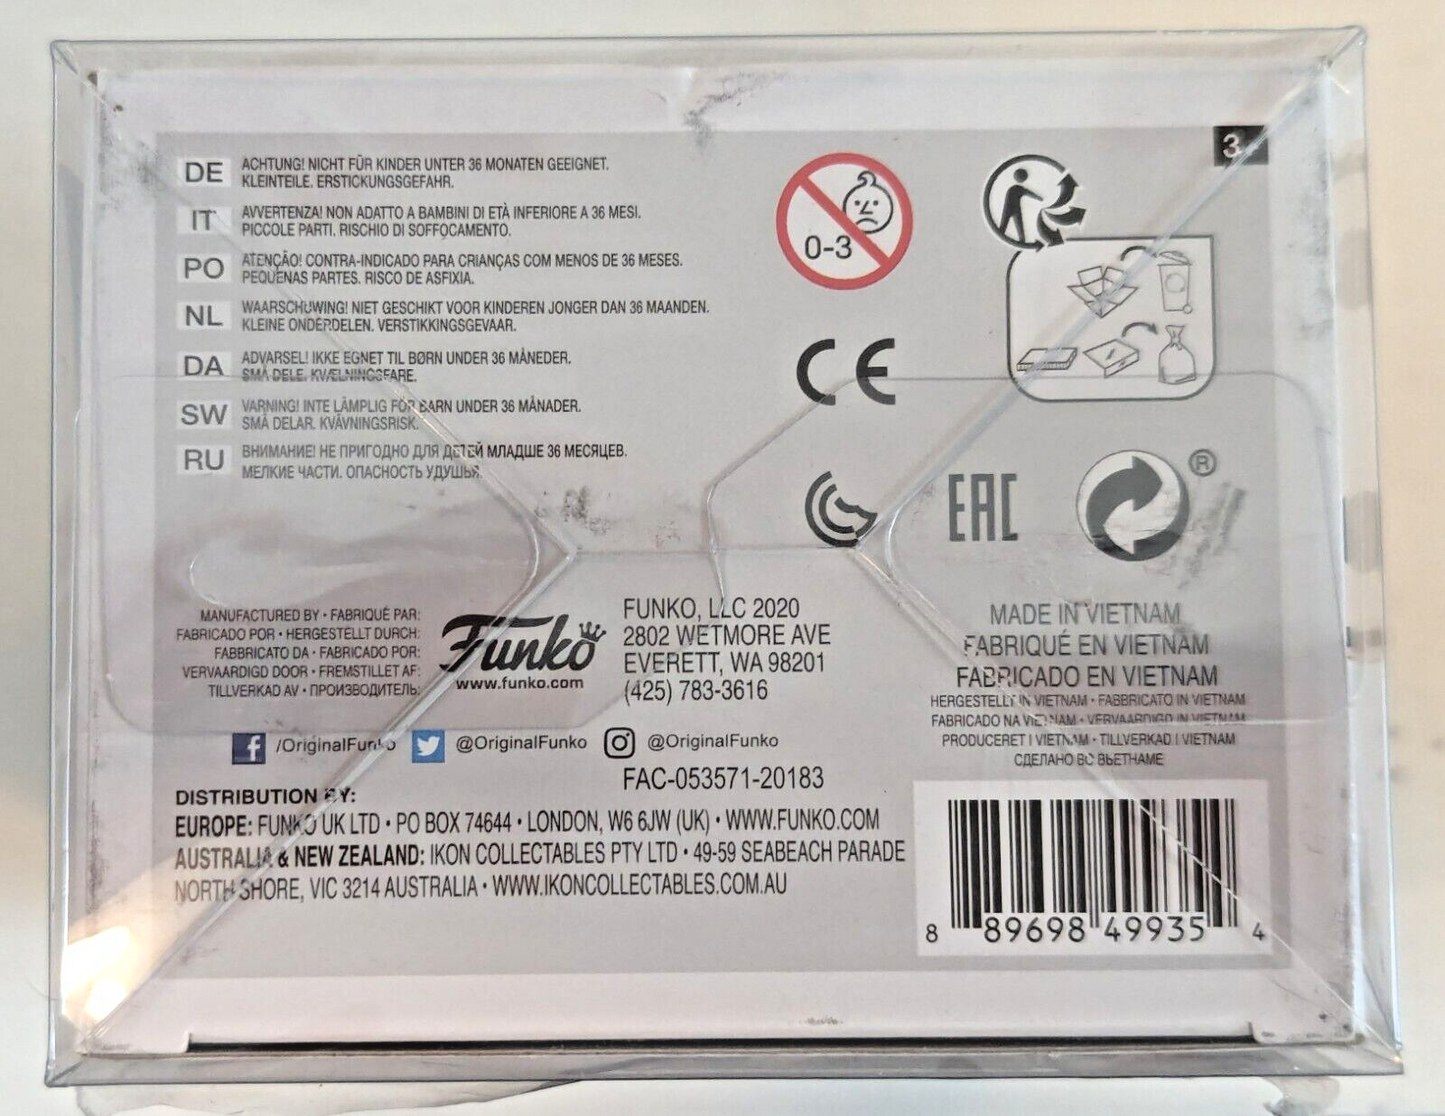 3+
DE ACHTUNG! NICHT FÜR KINDER UNTER 36 MONATEN GEEIGNET.
KLEINTEILE. ERSTICKUNGSGEFAHR.
IT AVVERTENZA! NON ADATTO A BAMBINI DI ETÀ INFERIORE A 36 MESI.
PICCOLE PARTI. RISCHIO DI SOFFOCAMENTO.
PO ATENÇÃO! CONTRA-INDICADO PARA CRIANÇAS COM MENOS DE 36 MESES.
PEQUENAS PARTES. RISCO DE ASFIXIA.
NL WAARSCHUWING! NIET GESCHIKT VOOR KINDEREN JONGER DAN 36 MAANDEN.
KLEINE ONDERDELEN. VERSTIKKINGSGEVAAR.
DA ADVARSEL! IKKE EGNET TIL BØRN UNDER 36 MÅNEDER.
SMÅ DELE. KVÆLNINGSFARE.
SW VARNING! INTE LÄMPLIG FÖR BARN UNDER 36 MÅNADER.
SMÅ DELAR. KVÄVNINGSRISK.
RU ВНИМАНИЕ! НЕ ПРИГОДНО ДЛЯ ДЕТЕЙ МЛАДШЕ 36 МЕСЯЦЕВ.
МЕЛКИЕ ЧАСТИ. ОПАСНОСТЬ УДУШЬЯ.
0-3
CE
EAC
®
MANUFACTURED BY • FABRIQUÉ PAR:
FABRICADO POR • HERGESTELLT DURCH:
FABBRICATO DA • FABRICADO POR:
VERVAARDIGD DOOR • FREMSTILLET AF:
TILLVERKAD AV • ПРОИЗВОДИТЕЛЬ:
Funko
www.funko.com
FUNKO, LLC 2020
2802 WETMORE AVE
EVERETT, WA 98201
(425) 783-3616
MADE IN VIETNAM
FABRIQUÉ EN VIETNAM
FABRICADO EN VIETNAM
HERGESTELLT IN VIETNAM • FABBRICATO IN VIETNAM
FABRICADO NA VIETNAM • VERVAARDIGD IN VIETNAM
PRODUCERET I VIETNAM • TILLVERKAD I VIETNAM
СДЕЛАНО ВО ВЬЕТНАМЕ
f /OriginalFunko @OriginalFunko @OriginalFunko
FAC-053571-20183
DISTRIBUTION BY:
EUROPE: FUNKO UK LTD • PO BOX 74644 • LONDON, W6 6JW (UK) • WWW.FUNKO.COM
AUSTRALIA & NEW ZEALAND: IKON COLLECTABLES PTY LTD • 49-59 SEABEACH PARADE
NORTH SHORE, VIC 3214 AUSTRALIA • WWW.IKONCOLLECTABLES.COM.AU
8 89698 49935 4